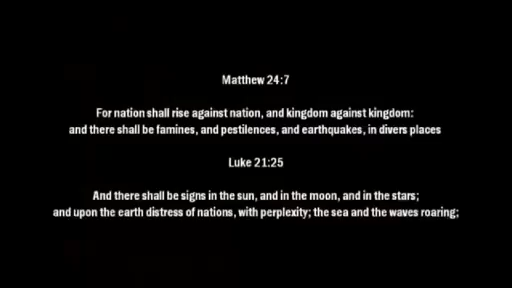 Matthew 24:7
For nation shall rise against nation, and kingdom against kingdom:
and there shall be famines, and pestilences, and earthquakes, in divers places
Luke 21:25
And there shall be signs in the sun, and in the moon, and in the stars;
and upon the earth distress of nations, with perplexity; the sea and the waves roaring;